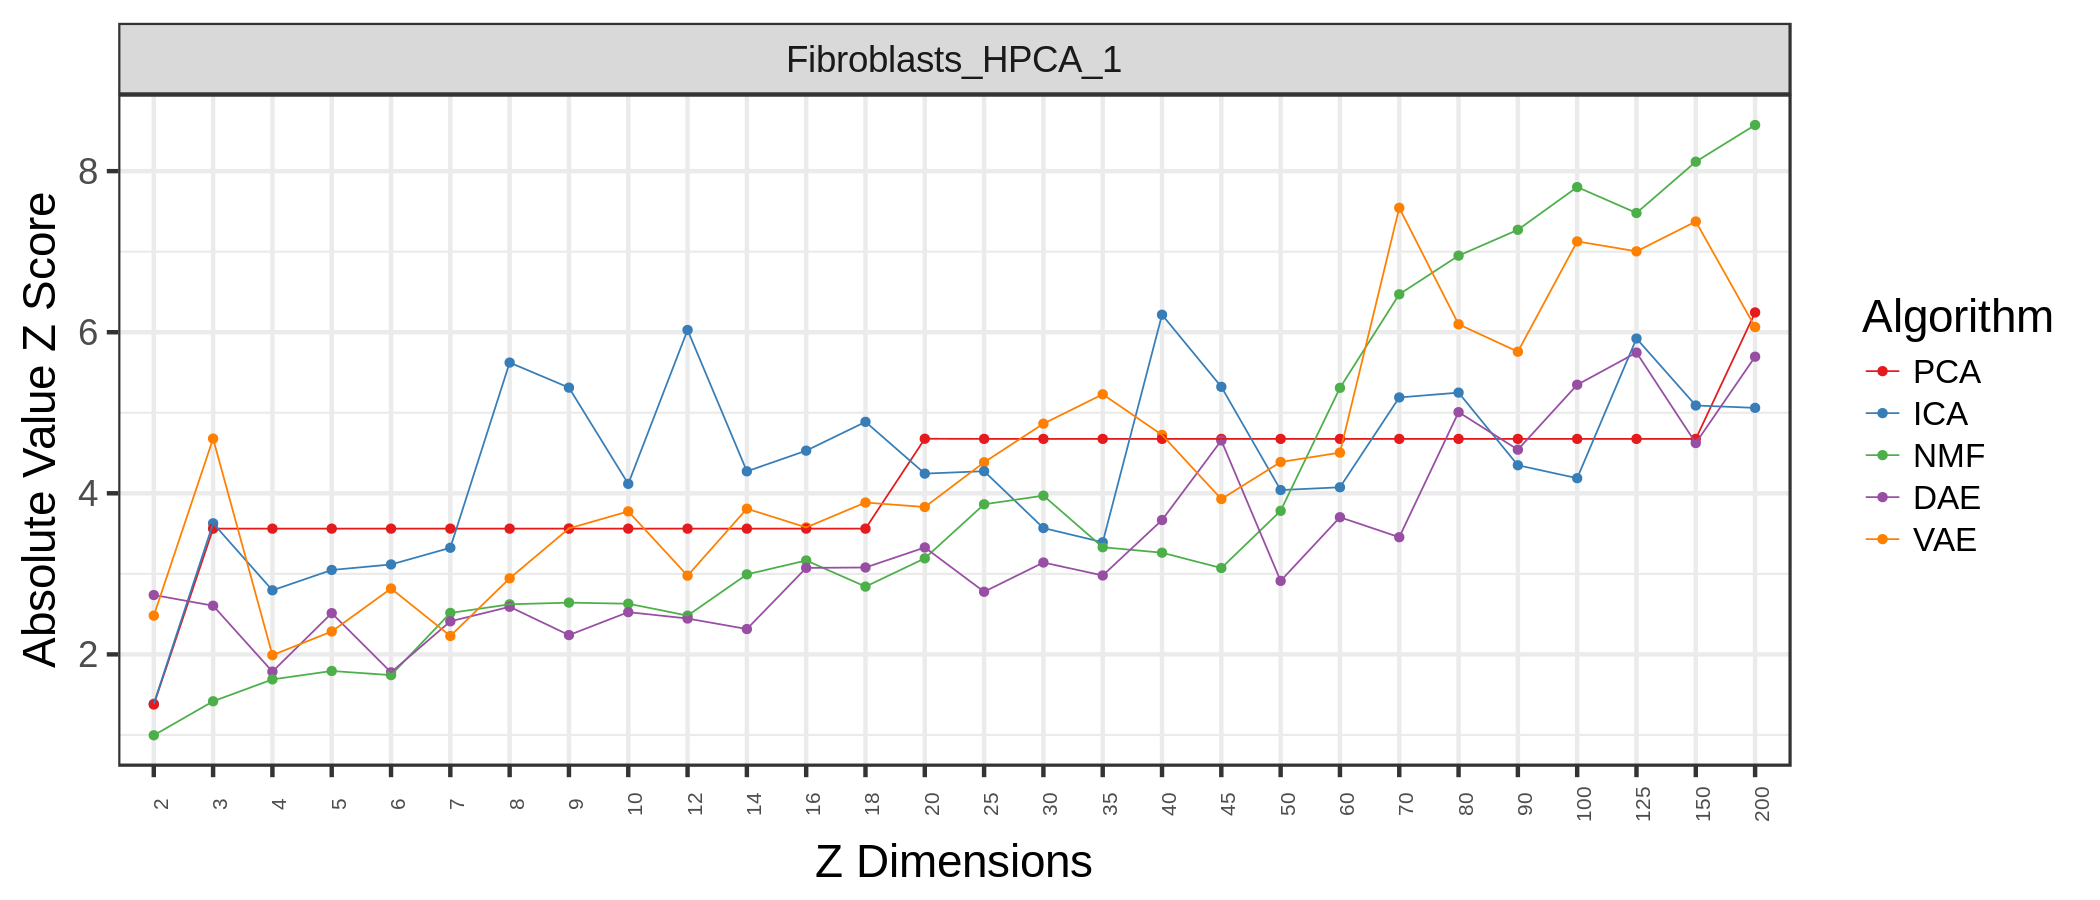 Fibroblasts_HPCA_1
Absolute Value Z Score
8
6
4
2
2 3 4 5 6 7 8 9 10 12 14 16 18 20 25 30 35 40 45 50 60 70 80 90 100 125 150 200
Z Dimensions
Algorithm
PCA
ICA
NMF
DAE
VAE